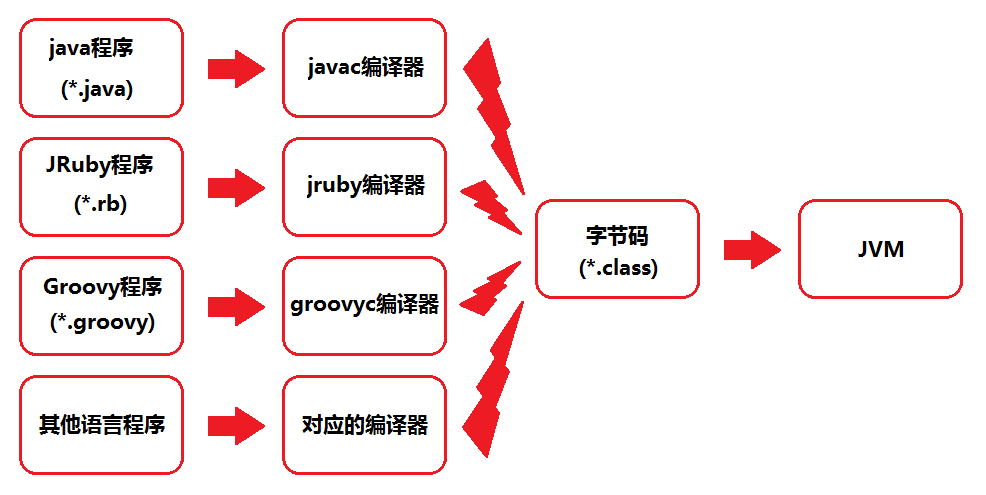 java程序
(*.java)
javac编译器
JRuby程序
(*.rb)
jruby编译器
Groovy程序
(*.groovy)
groovyc编译器
其他语言程序
对应的编译器
字节码
(*.class)
JVM